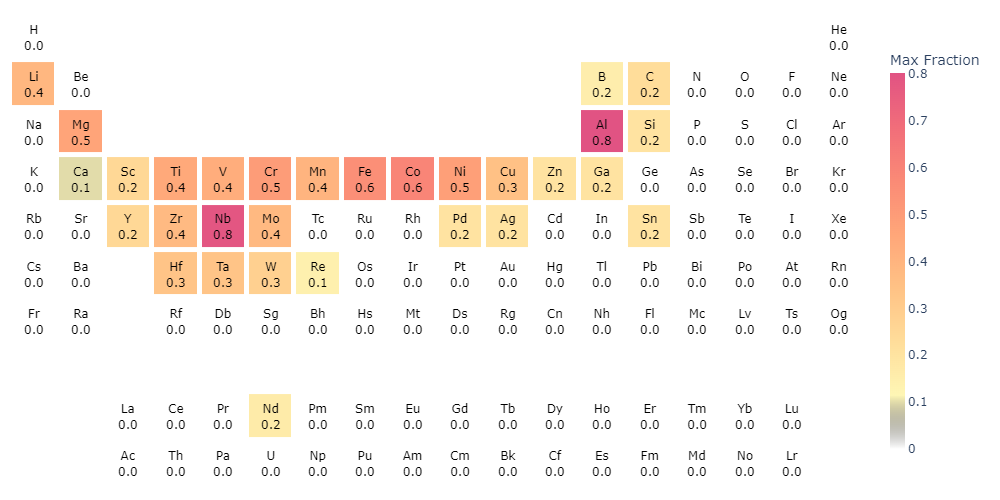 H He
0.0 0.0
Max Fraction
Li Be B C N O F Ne
0.4 0.0 0.2 0.2 0.0 0.0 0.0 0.0
Na Mg Al Si P S Cl Ar
0.0 0.5 0.8 0.2 0.0 0.0 0.0 0.0
K Ca Sc Ti V Cr Mn Fe Co Ni Cu Zn Ga Ge As Se Br Kr
0.0 0.1 0.2 0.4 0.4 0.5 0.4 0.6 0.6 0.5 0.3 0.2 0.2 0.0 0.0 0.0 0.0 0.0
Rb Sr Y Zr Nb Mo Tc Ru Rh Pd Ag Cd In Sn Sb Te I Xe
0.0 0.0 0.2 0.4 0.8 0.4 0.0 0.0 0.0 0.2 0.2 0.0 0.0 0.2 0.0 0.0 0.0 0.0
Cs Ba Hf Ta W Re Os Ir Pt Au Hg Tl Pb Bi Po At Rn
0.0 0.0 0.3 0.3 0.3 0.1 0.0 0.0 0.0 0.0 0.0 0.0 0.0 0.0 0.0 0.0 0.0
Fr Ra Rf Db Sg Bh Hs Mt Ds Rg Cn Nh Fl Mc Lv Ts Og
0.0 0.0 0.0 0.0 0.0 0.0 0.0 0.0 0.0 0.0 0.0 0.0 0.0 0.0 0.0 0.0 0.0
La Ce Pr Nd Pm Sm Eu Gd Tb Dy Ho Er Tm Yb Lu
0.0 0.0 0.0 0.2 0.0 0.0 0.0 0.0 0.0 0.0 0.0 0.0 0.0 0.0 0.0
Ac Th Pa U Np Pu Am Cm Bk Cf Es Fm Md No Lr
0.0 0.0 0.0 0.0 0.0 0.0 0.0 0.0 0.0 0.0 0.0 0.0 0.0 0.0 0.0
0.8
0.7
0.6
0.5
0.4
0.3
0.2
0.1
0